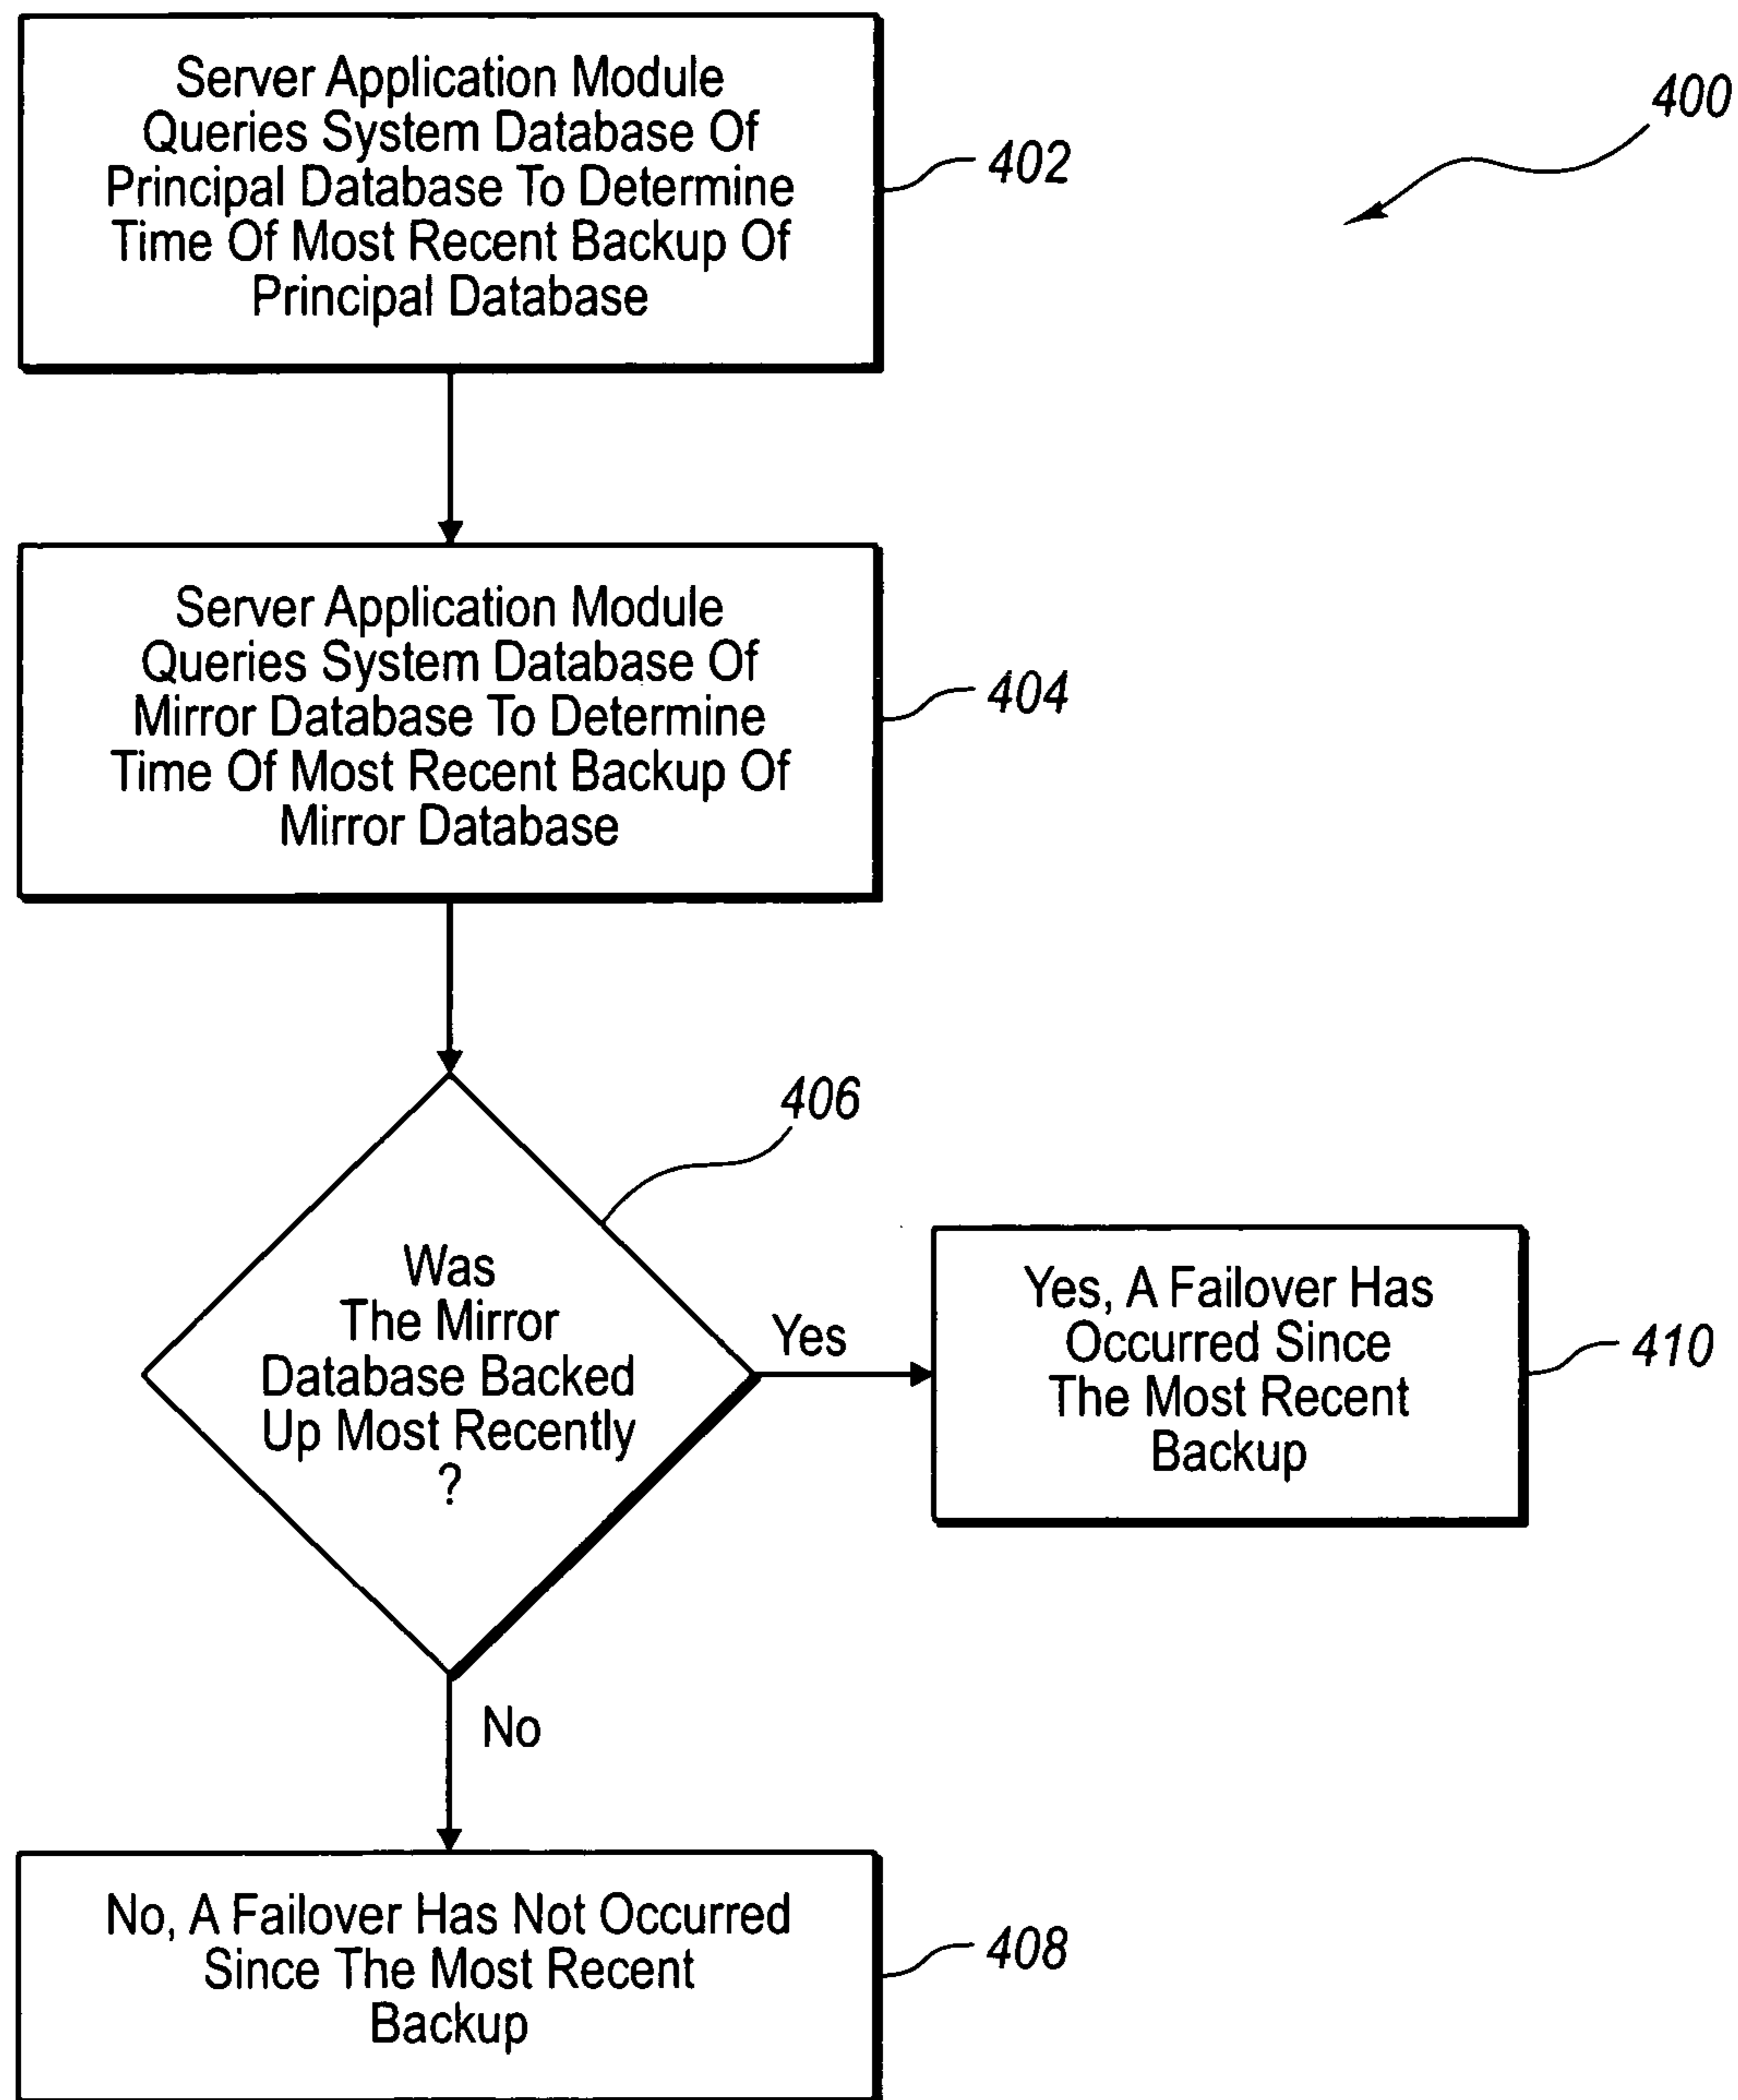 Server Application Module
Queries System Database Of
Principal Database To Determine
Time Of Most Recent Backup Of
Principal Database
402
400
Server Application Module
Queries System Database Of
Mirror Database To Determine
Time Of Most Recent Backup Of
Mirror Database
404
406
Was
The Mirror
Database Backed
Up Most Recently
?
Yes
Yes, A Failover Has
Occurred Since
The Most Recent
Backup
410
No
No, A Failover Has Not Occurred
Since The Most Recent
Backup
408